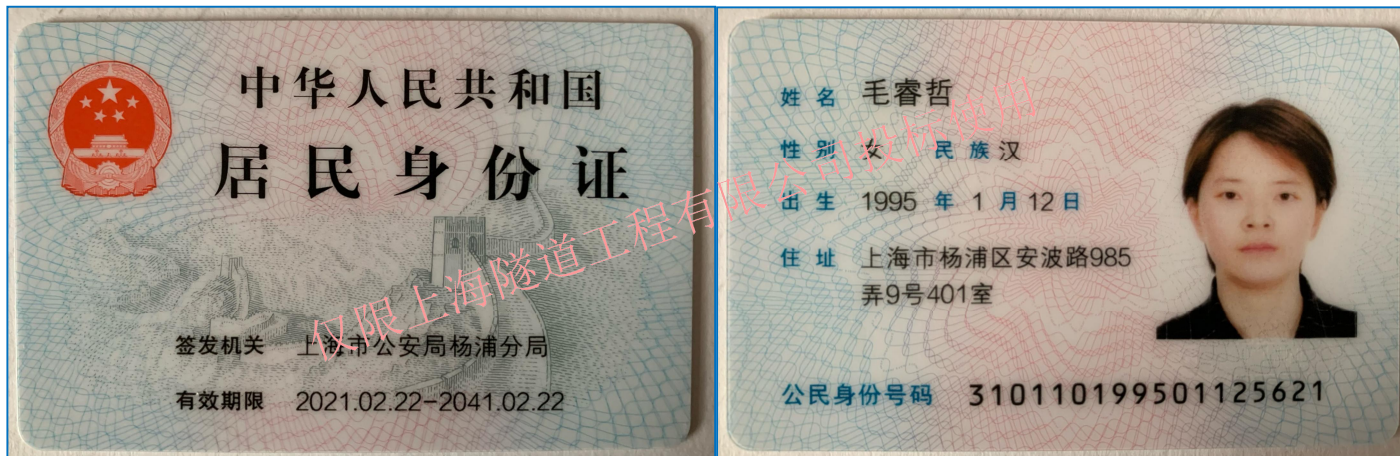 中华人民共和国
居民身份证
签发机关 上海市公安局杨浦分局
有效期限 2021.02.22-2041.02.22
姓名 毛睿哲
性别 女 民族 汉
出生 1995 年 1 月 12 日
住址 上海市杨浦区安波路985
弄9号401室
公民身份号码 310110199501125621
仅限上海隧道工程有限公司投标使用